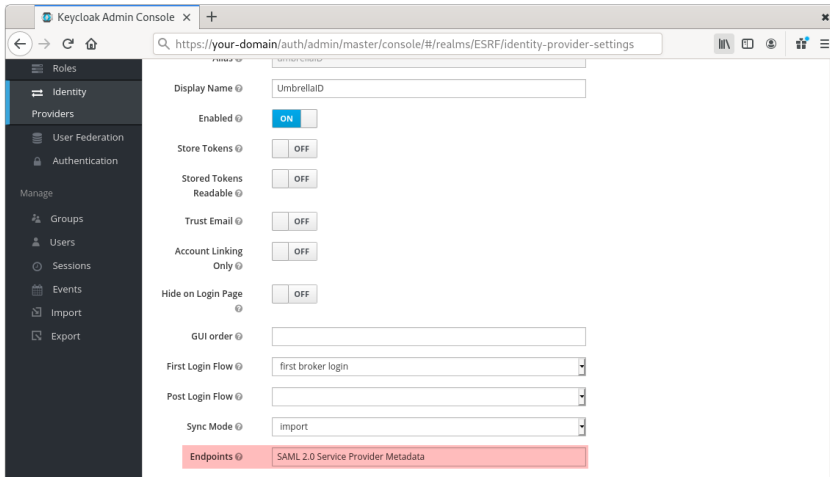 Keycloak Admin Console
https://your-domain/auth/admin/master/console/#/realms/ESRF/identity-provider-settings
Roles
Identity
Providers
User Federation
Authentication
Manage
Groups
Users
Sessions
Events
Import
Export
Alias
umbrellaID
Display Name
UmbrellaID
Enabled
ON
Store Tokens
OFF
Stored Tokens
Readable
OFF
Trust Email
OFF
Account Linking
Only
OFF
Hide on Login Page
OFF
GUI order
First Login Flow
first broker login
Post Login Flow
Sync Mode
import
Endpoints
SAML 2.0 Service Provider Metadata